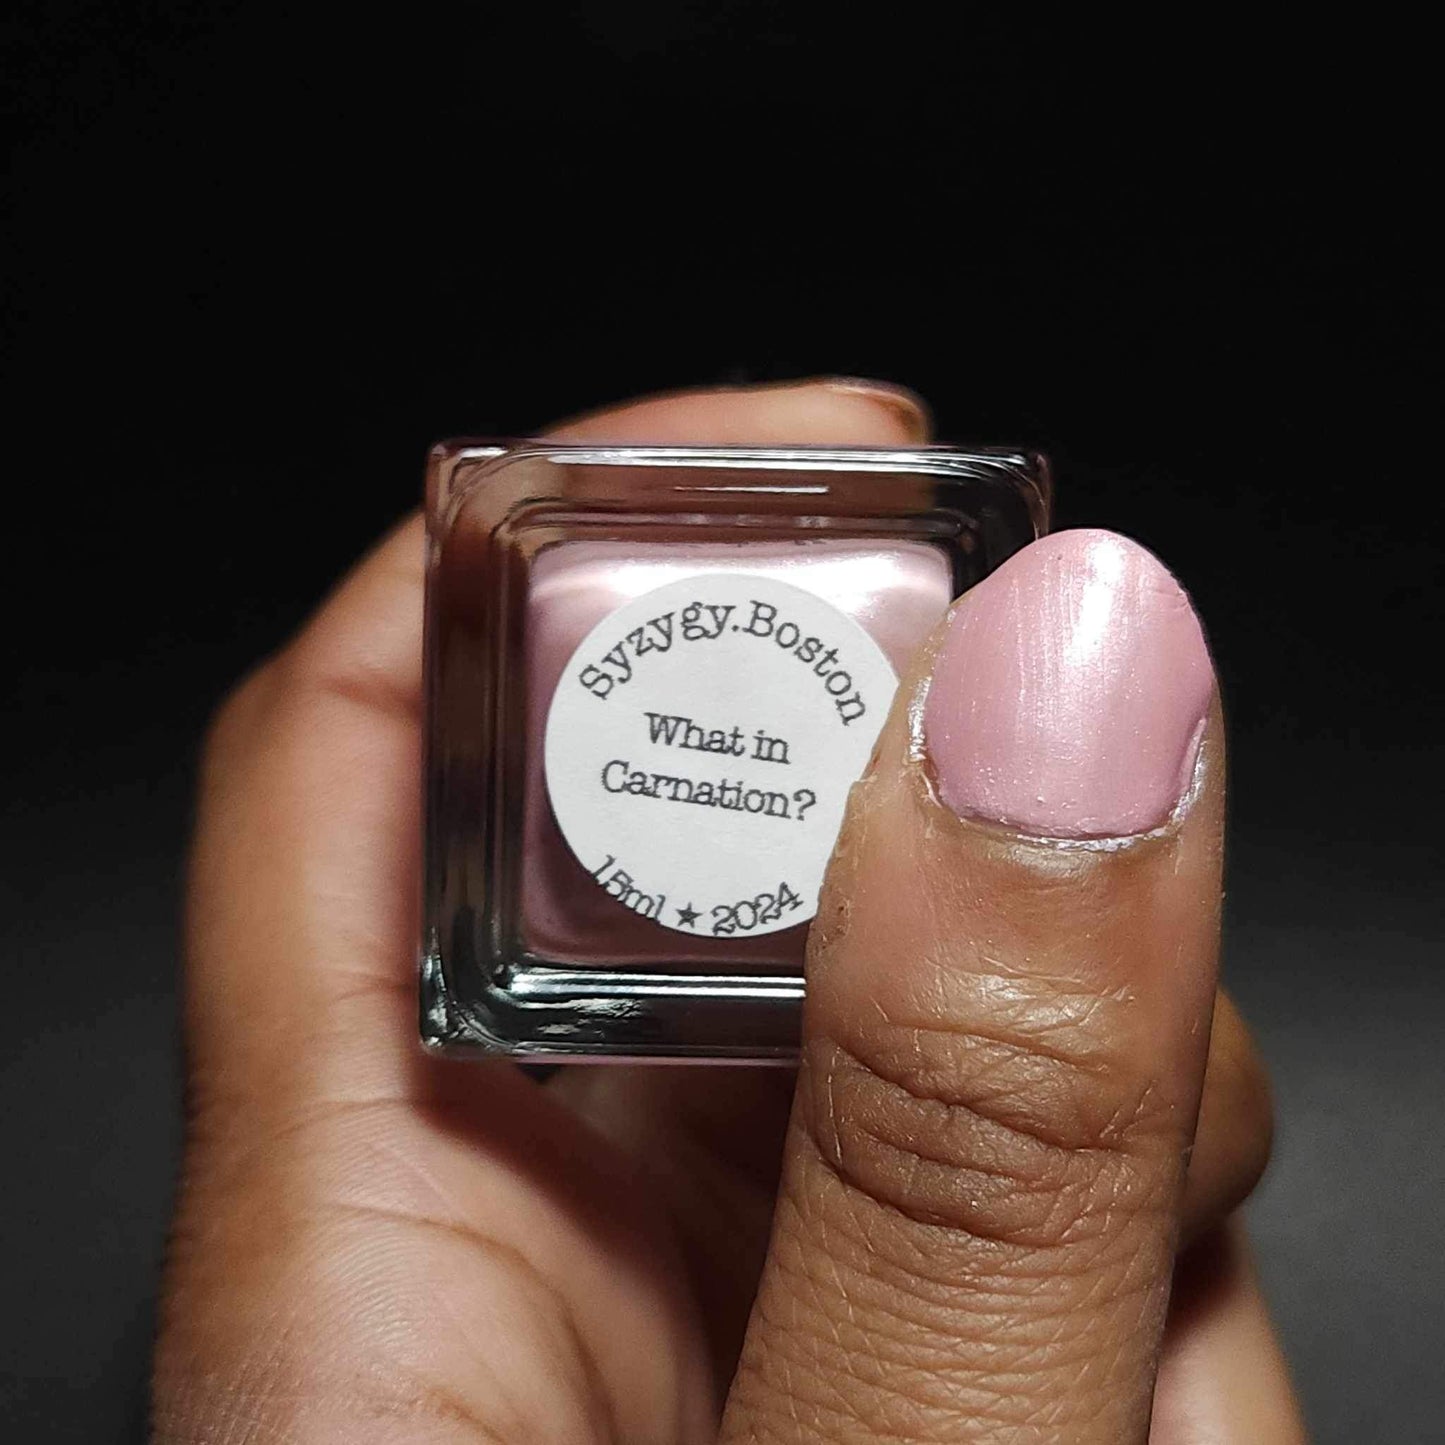 Syzygy.Boston
What in
Carnation?
15ml ★ 2024